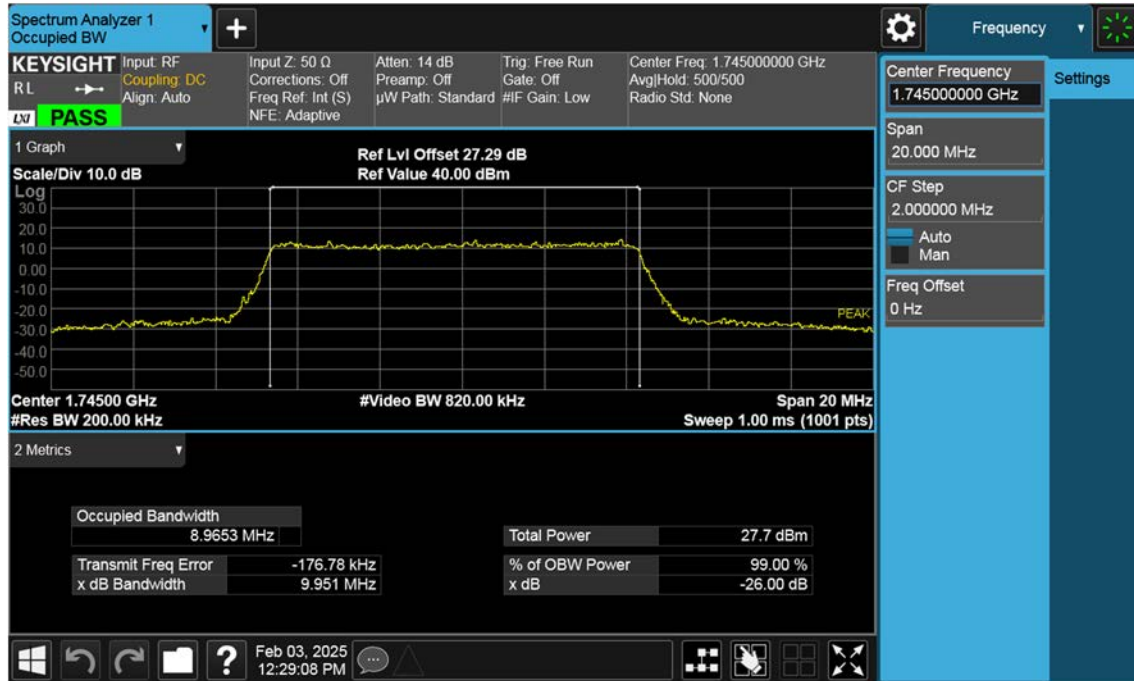 Spectrum Analyzer 1
Occupied BW
+
Frequency
KEYSIGHT
R L
LXI PASS
Input: RF
Coupling: DC
Align: Auto
Input Z: 50 Ω
Corrections: Off
Freq Ref: Int (S)
NFE: Adaptive
Atten: 14 dB
Preamp: Off
µW Path: Standard
Trig: Free Run
Gate: Off
#IF Gain: Low
Center Freq: 1.745000000 GHz
Avg|Hold: 500/500
Radio Std: None
Center Frequency
1.745000000 GHz
Settings
Span
20.000 MHz
CF Step
2.000000 MHz
Auto
Man
Freq Offset
0 Hz
1 Graph
Scale/Div 10.0 dB
Ref Lvl Offset 27.29 dB
Ref Value 40.00 dBm
Log
30.0
20.0
10.0
0.00
-10.0
-20.0
-30.0
-40.0
-50.0
PEAK
Center 1.74500 GHz
#Res BW 200.00 kHz
#Video BW 820.00 kHz
Span 20 MHz
Sweep 1.00 ms (1001 pts)
2 Metrics
Occupied Bandwidth
8.9653 MHz
Total Power 27.7 dBm
Transmit Freq Error -176.78 kHz
% of OBW Power 99.00 %
x dB Bandwidth 9.951 MHz
x dB -26.00 dB
?
Feb 03, 2025
12:29:08 PM